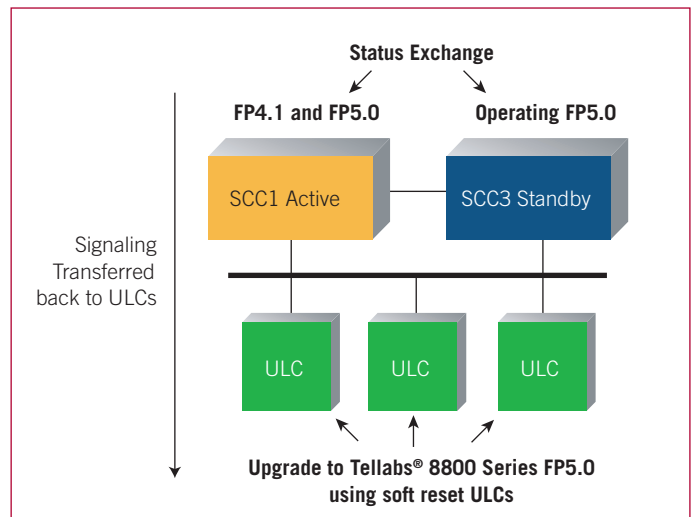 Status Exchange
FP4.1 and FP5.0
Operating FP5.0
SCC1 Active
SCC3 Standby
Signaling
Transferred
back to ULCs
ULC
ULC
ULC
Upgrade to Tellabs® 8800 Series FP5.0
using soft reset ULCs